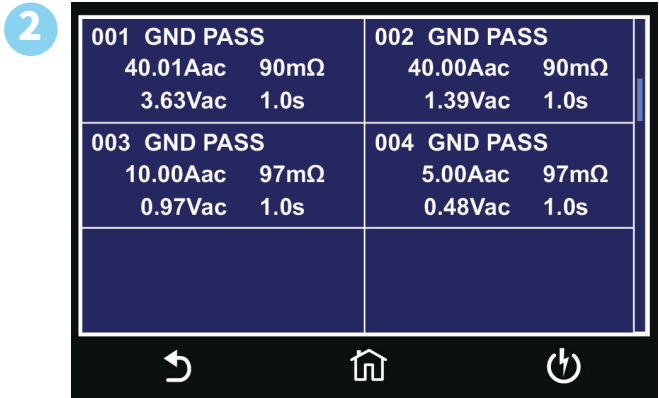 2
001 GND PASS
40.01Aac 90mΩ
3.63Vac 1.0s
002 GND PASS
40.00Aac 90mΩ
1.39Vac 1.0s
003 GND PASS
10.00Aac 97mΩ
0.97Vac 1.0s
004 GND PASS
5.00Aac 97mΩ
0.48Vac 1.0s